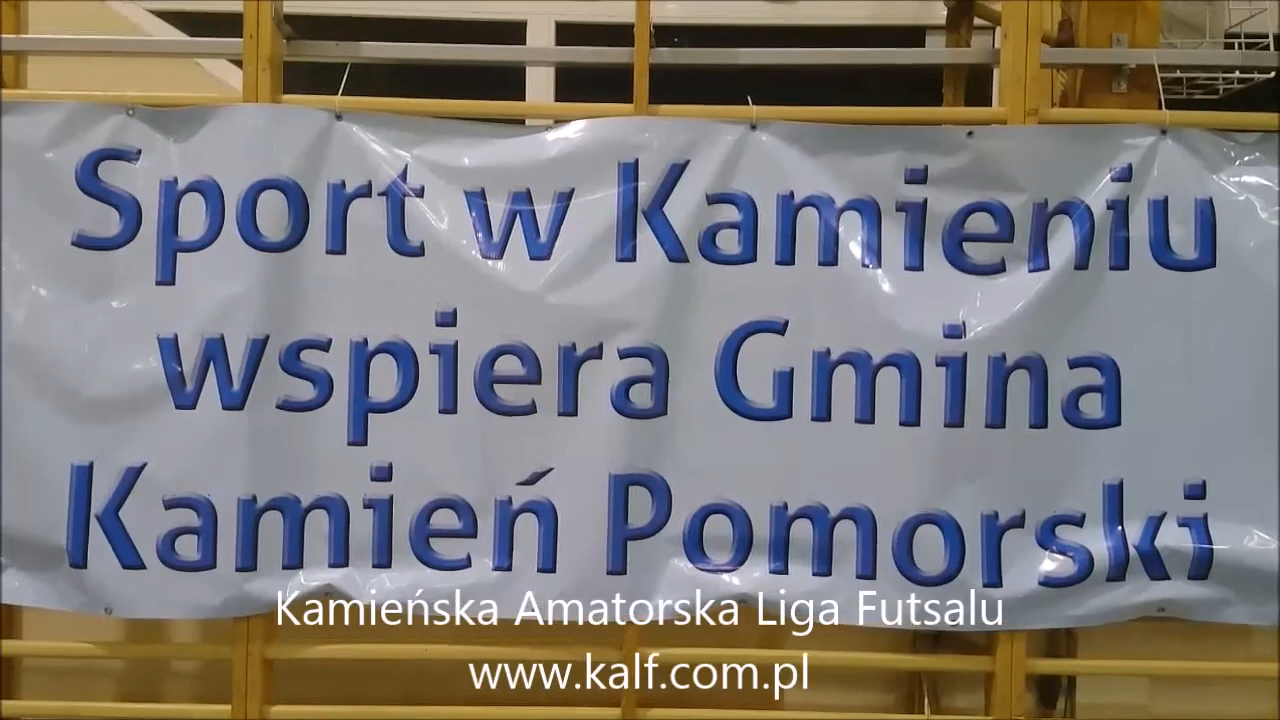 Sport w Kamieniu
wspiera Gmina
Kamień Pomorski
Kamieńska Amatorska Liga Futsalu
www.kalf.com.pl